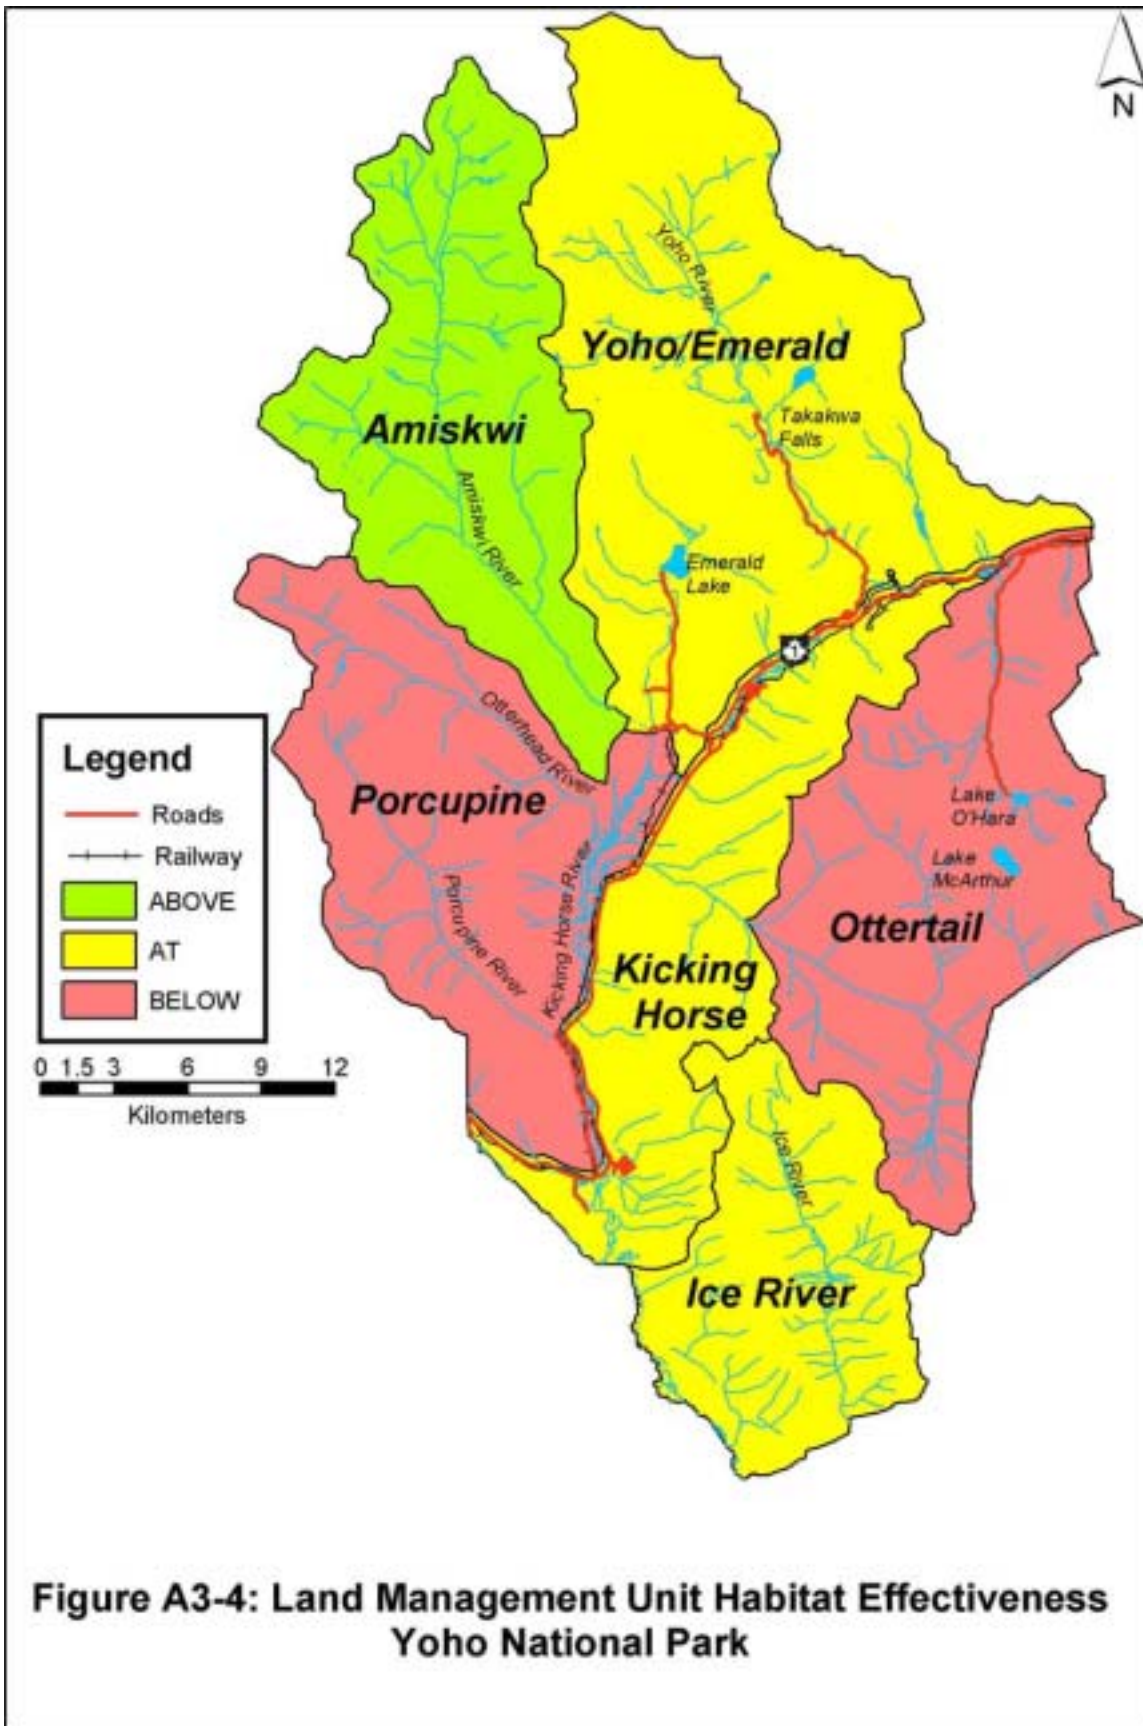 N
Yoho River
Yoho/Emerald
Takakwa
Falls
Amiskwi
Amiskwi River
Emerald
Lake
1
Otterhead River
Legend
Roads
Railway
ABOVE
AT
BELOW
0 1.5 3 6 9 12
Kilometers
Porcupine
Lake
O'Hara
Lake
McArthur
Porcupine River
Kicking Horse River
Ottertail
Kicking
Horse
Ice River
Ice River
Figure A3-4: Land Management Unit Habitat Effectiveness
Yoho National Park